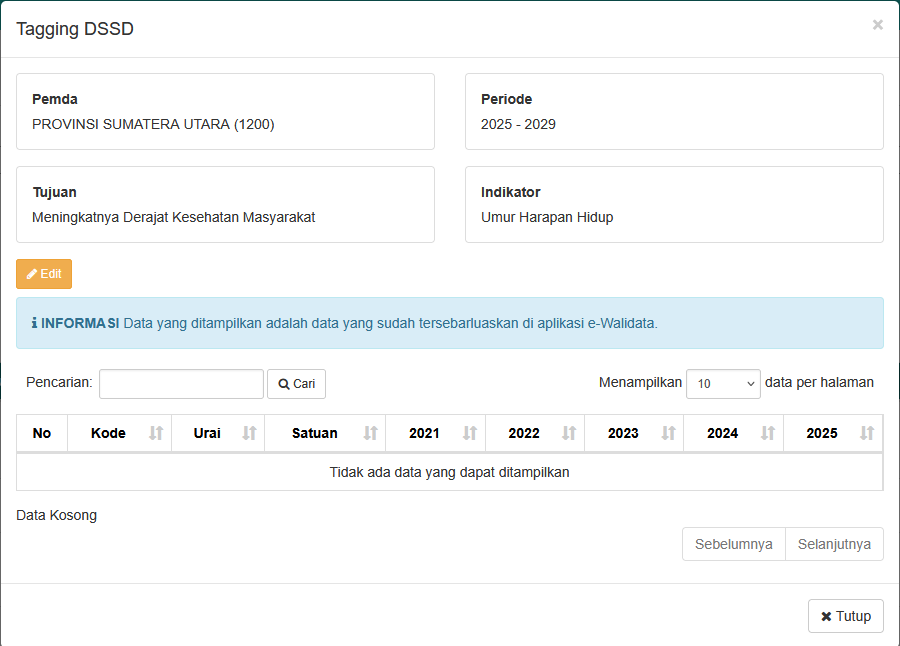 Tagging DSSD ×
Pemda
PROVINSI SUMATERA UTARA (1200)
Periode
2025 - 2029
Tujuan
Meningkatnya Derajat Kesehatan Masyarakat
Indikator
Umur Harapan Hidup
Edit
INFORMASI Data yang ditampilkan adalah data yang sudah tersebarluaskan di aplikasi e-Walidata.
Pencarian: Cari Menampilkan 10 data per halaman
No Kode Urai Satuan 2021 2022 2023 2024 2025
Tidak ada data yang dapat ditampilkan
Data Kosong
Sebelumnya Selanjutnya
Tutup